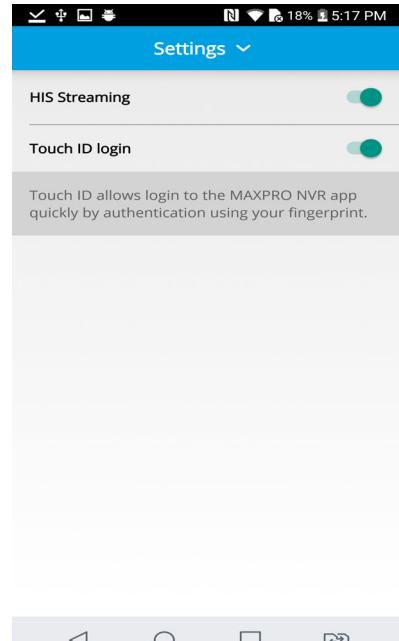 18% 5:17 PM
Settings
HIS Streaming
Touch ID login
Touch ID allows login to the MAXPRO NVR app
quickly by authentication using your fingerprint.